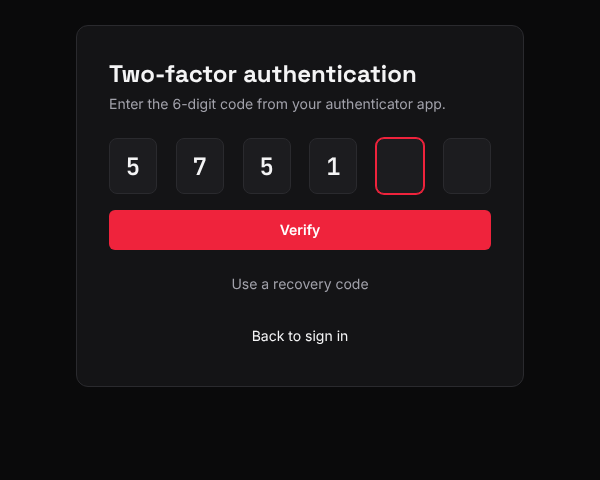 Two-factor authentication
Enter the 6-digit code from your authenticator app.
5 7 5 1
Verify
Use a recovery code
Back to sign in